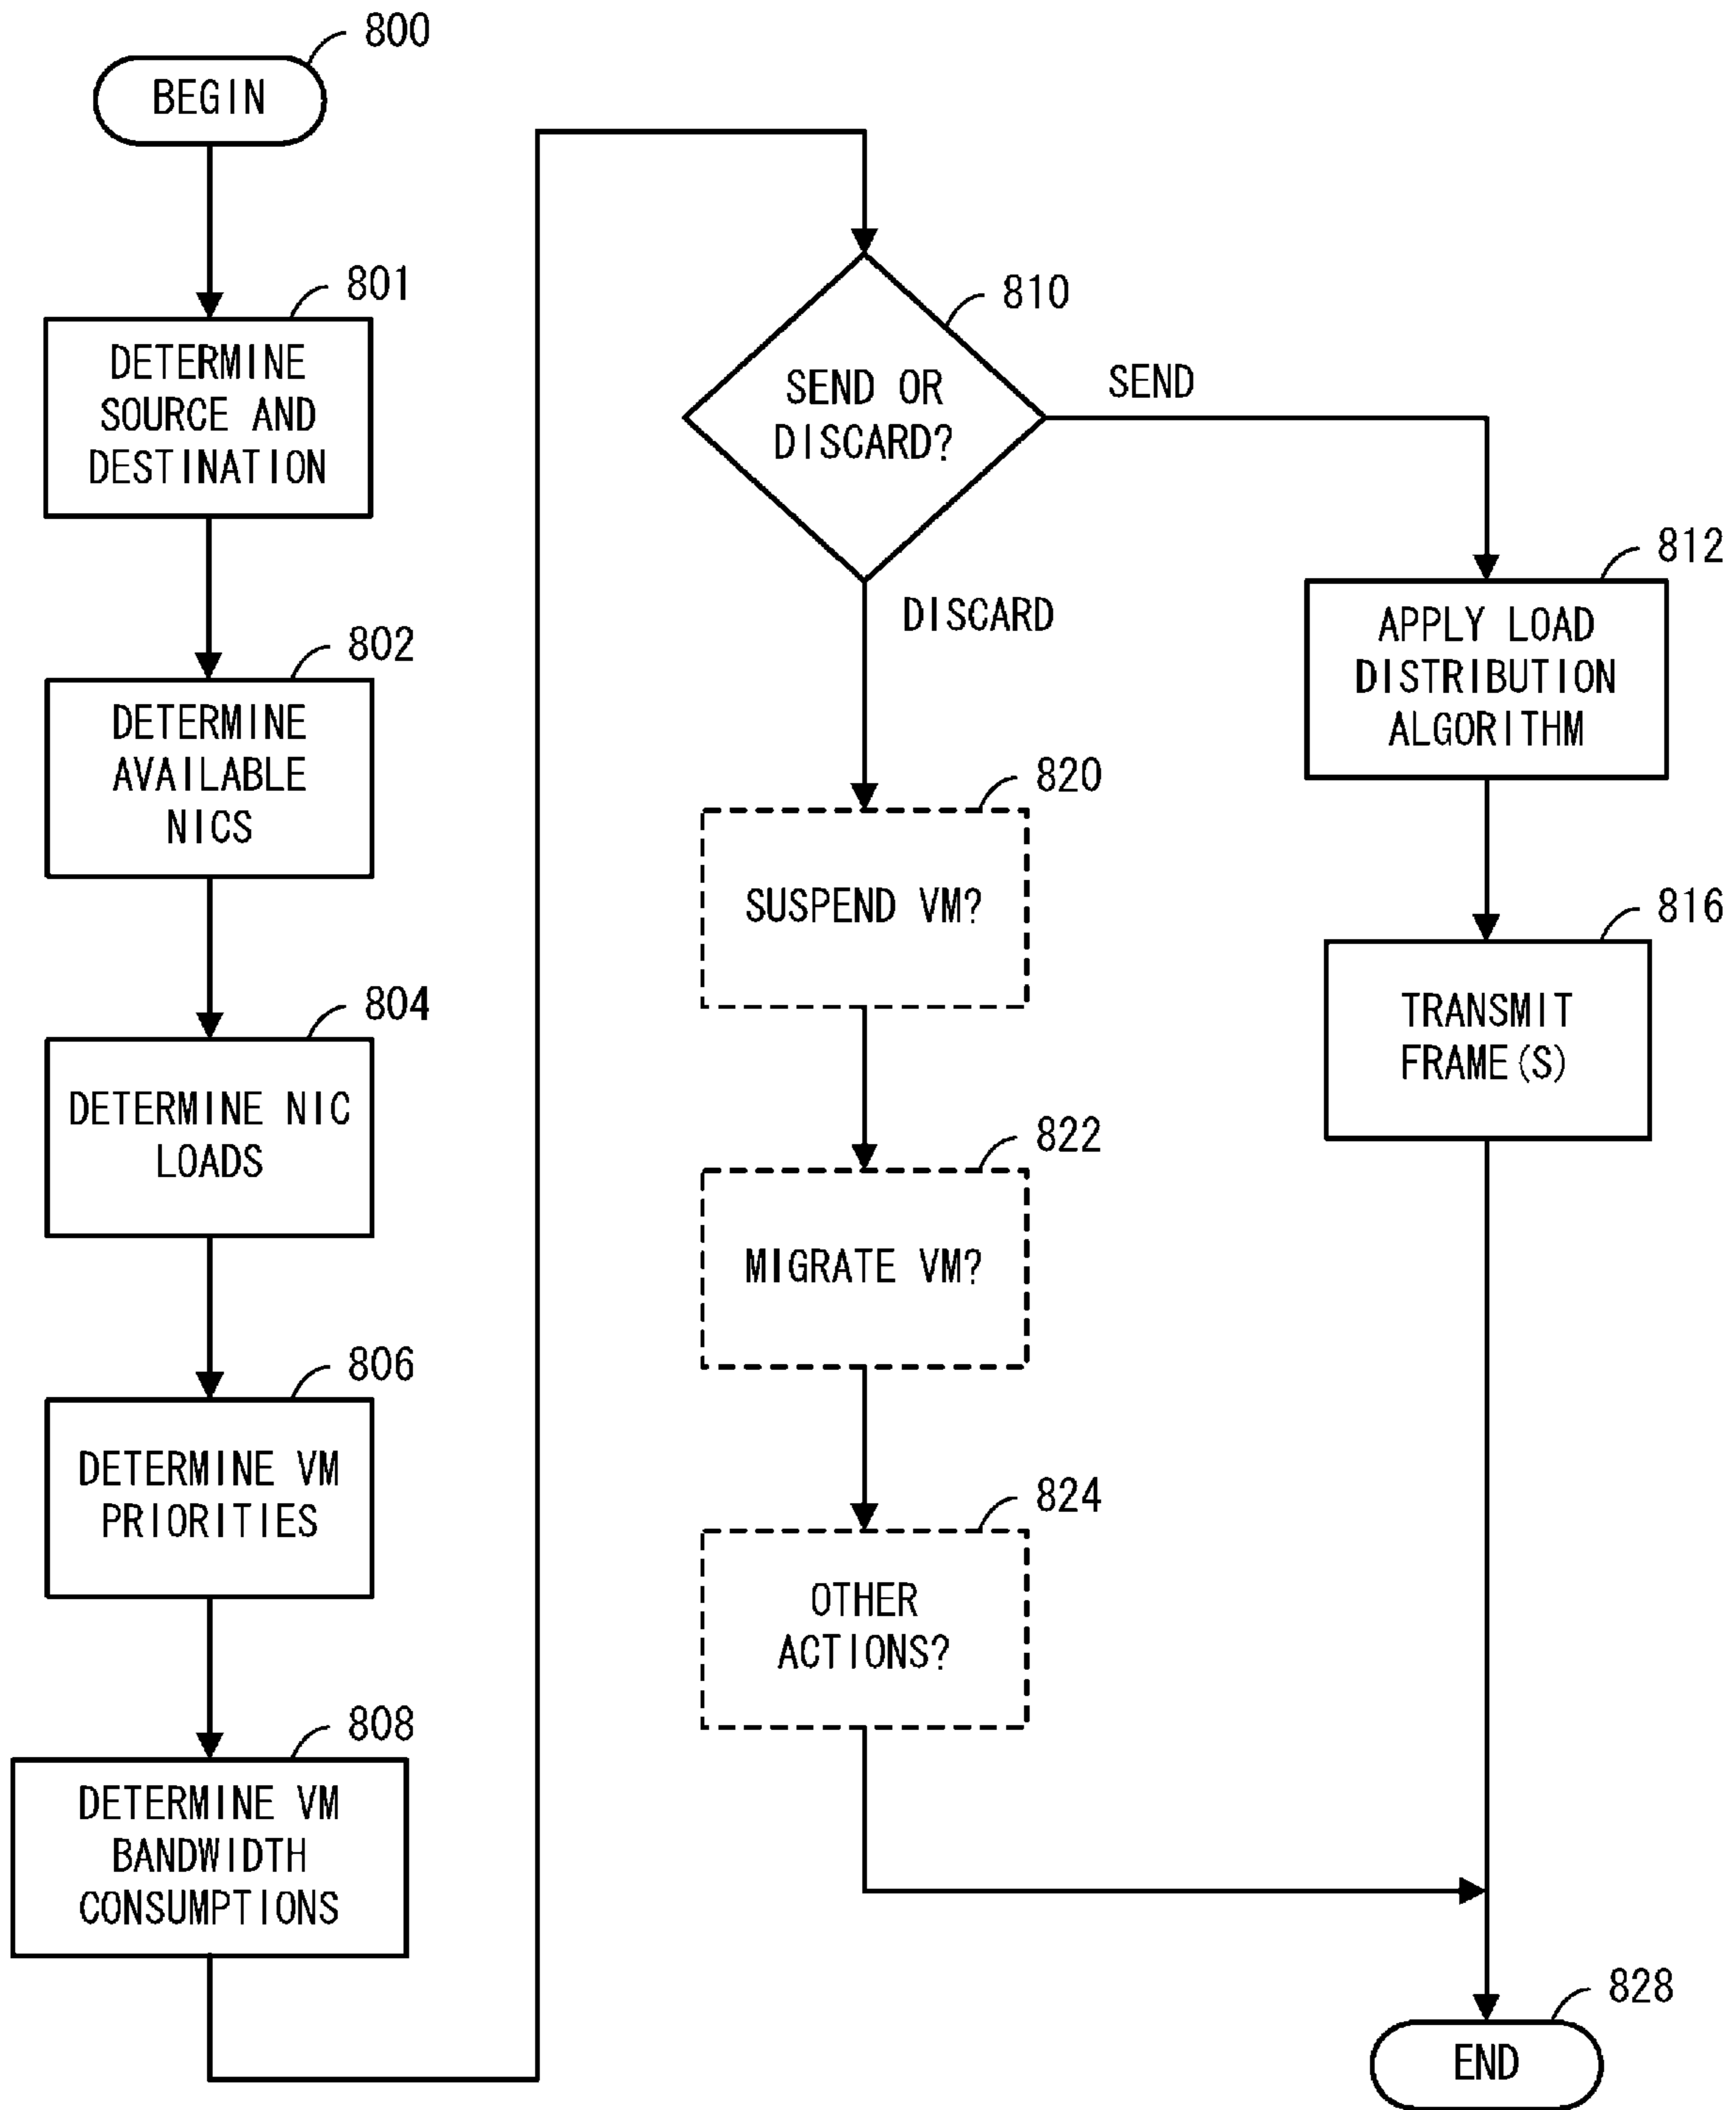 800
BEGIN
801
DETERMINE
SOURCE AND
DESTINATION
802
DETERMINE
AVAILABLE
NICS
804
DETERMINE NIC
LOADS
806
DETERMINE VM
PRIORITIES
808
DETERMINE VM
BANDWIDTH
CONSUMPTIONS
810
SEND OR
DISCARD?
SEND
DISCARD
820
SUSPEND VM?
822
MIGRATE VM?
824
OTHER
ACTIONS?
812
APPLY LOAD
DISTRIBUTION
ALGORITHM
816
TRANSMIT
FRAME(S)
828
END